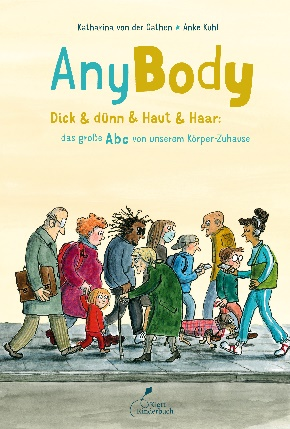 Katharina von der Gathen ★ Anke Kuhl
AnyBody
Dick & dünn & Haut & Haar:
das große Abc von unserem Körper-Zuhause
Klett
Kinderbuch